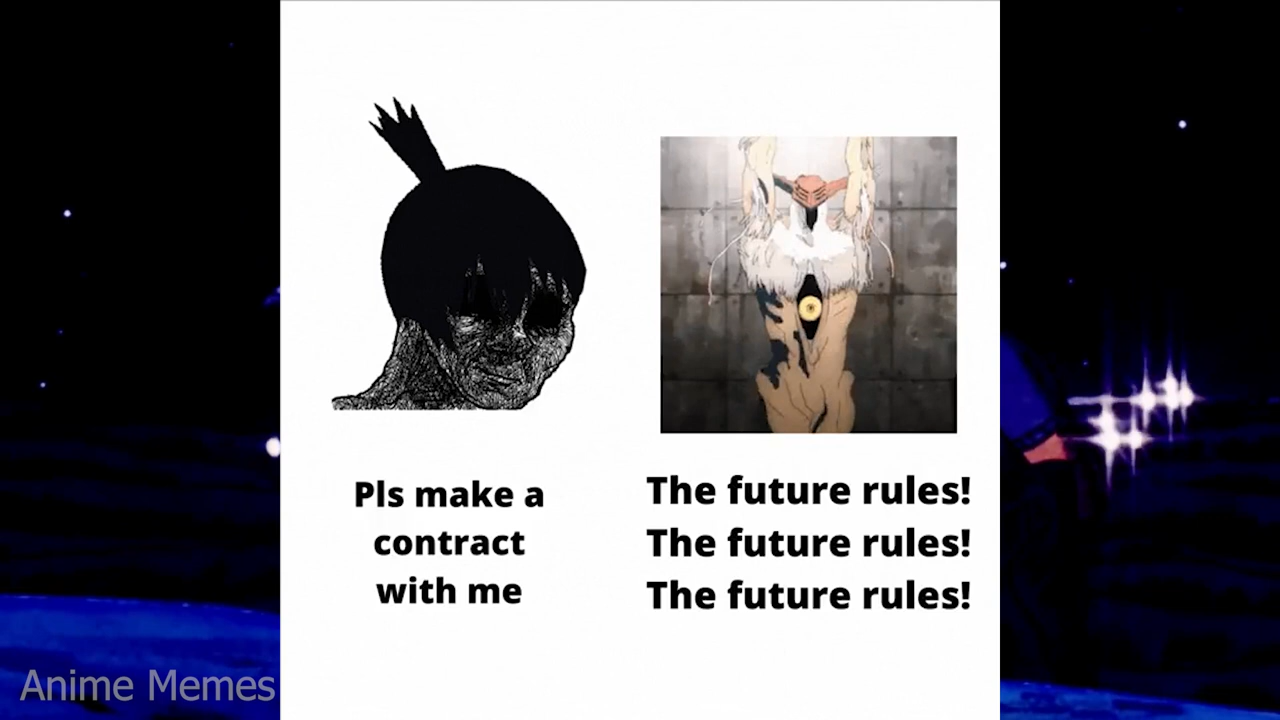 Pls make a
contract
with me
The future rules!
The future rules!
The future rules!
Anime Memes